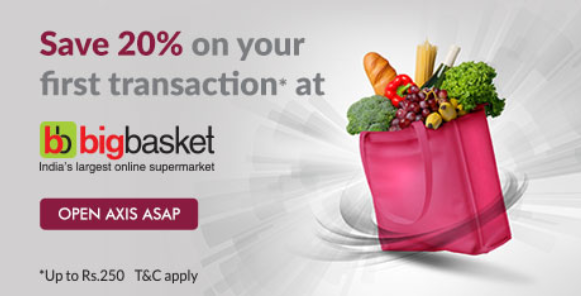 Save 20% on your
first transaction* at
bb bigbasket
India's largest online supermarket
OPEN AXIS ASAP
*Up to Rs.250 T&C apply